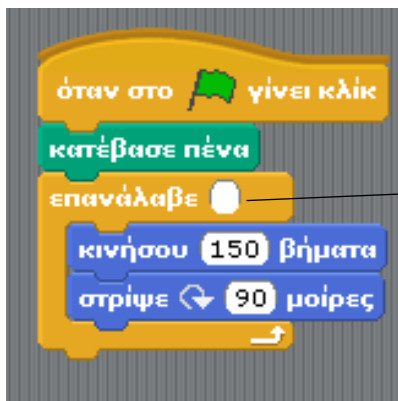 όταν στο γίνει κλίκ
κατέβασε πένα
επανάλαβε
κινήσου 150 βήματα
στρίψε 90 μοίρες